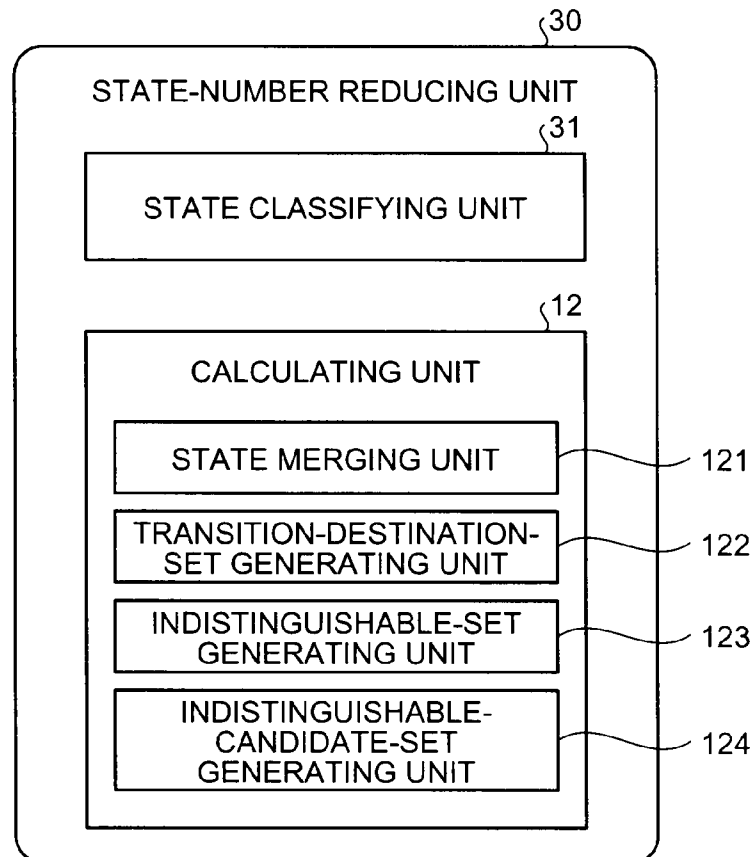 30
STATE-NUMBER REDUCING UNIT
31
STATE CLASSIFYING UNIT
12
CALCULATING UNIT
STATE MERGING UNIT
121
TRANSITION-DESTINATION-
SET GENERATING UNIT
122
INDISTINGUISHABLE-SET
GENERATING UNIT
123
INDISTINGUISHABLE-
CANDIDATE-SET
GENERATING UNIT
124